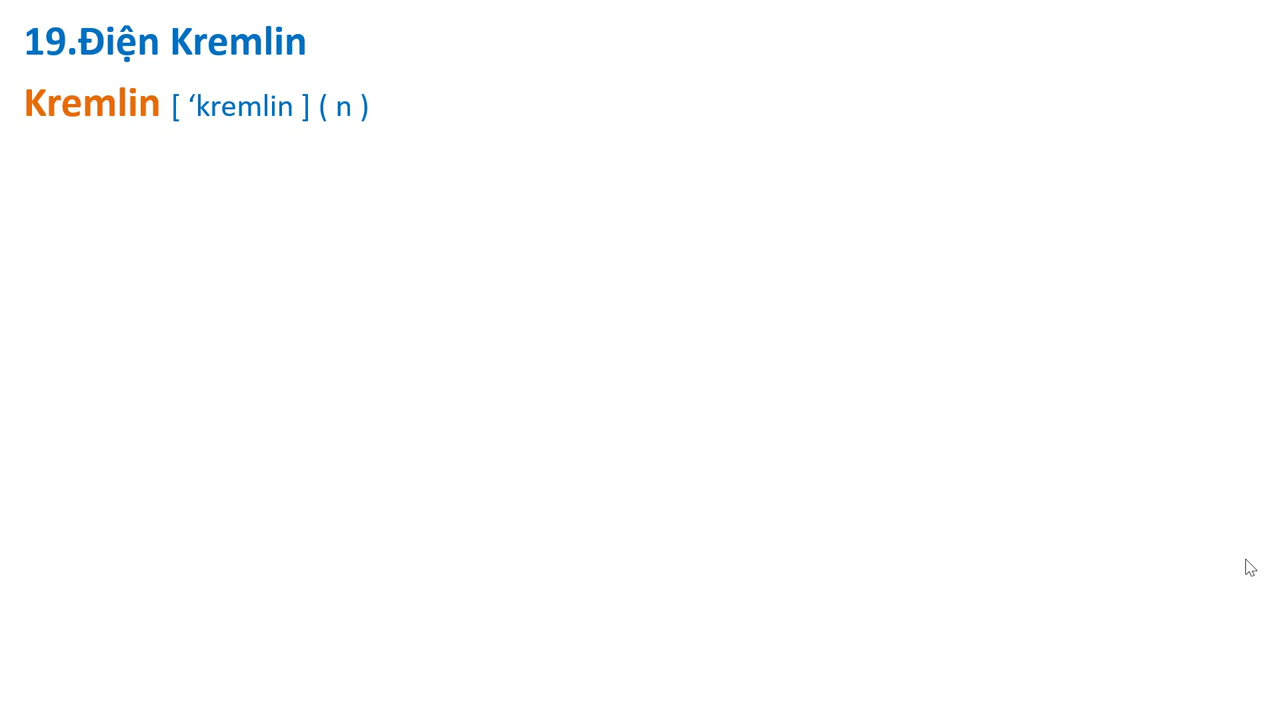 19.Điện Kremlin
Kremlin [ ‘kremlin ] ( n )